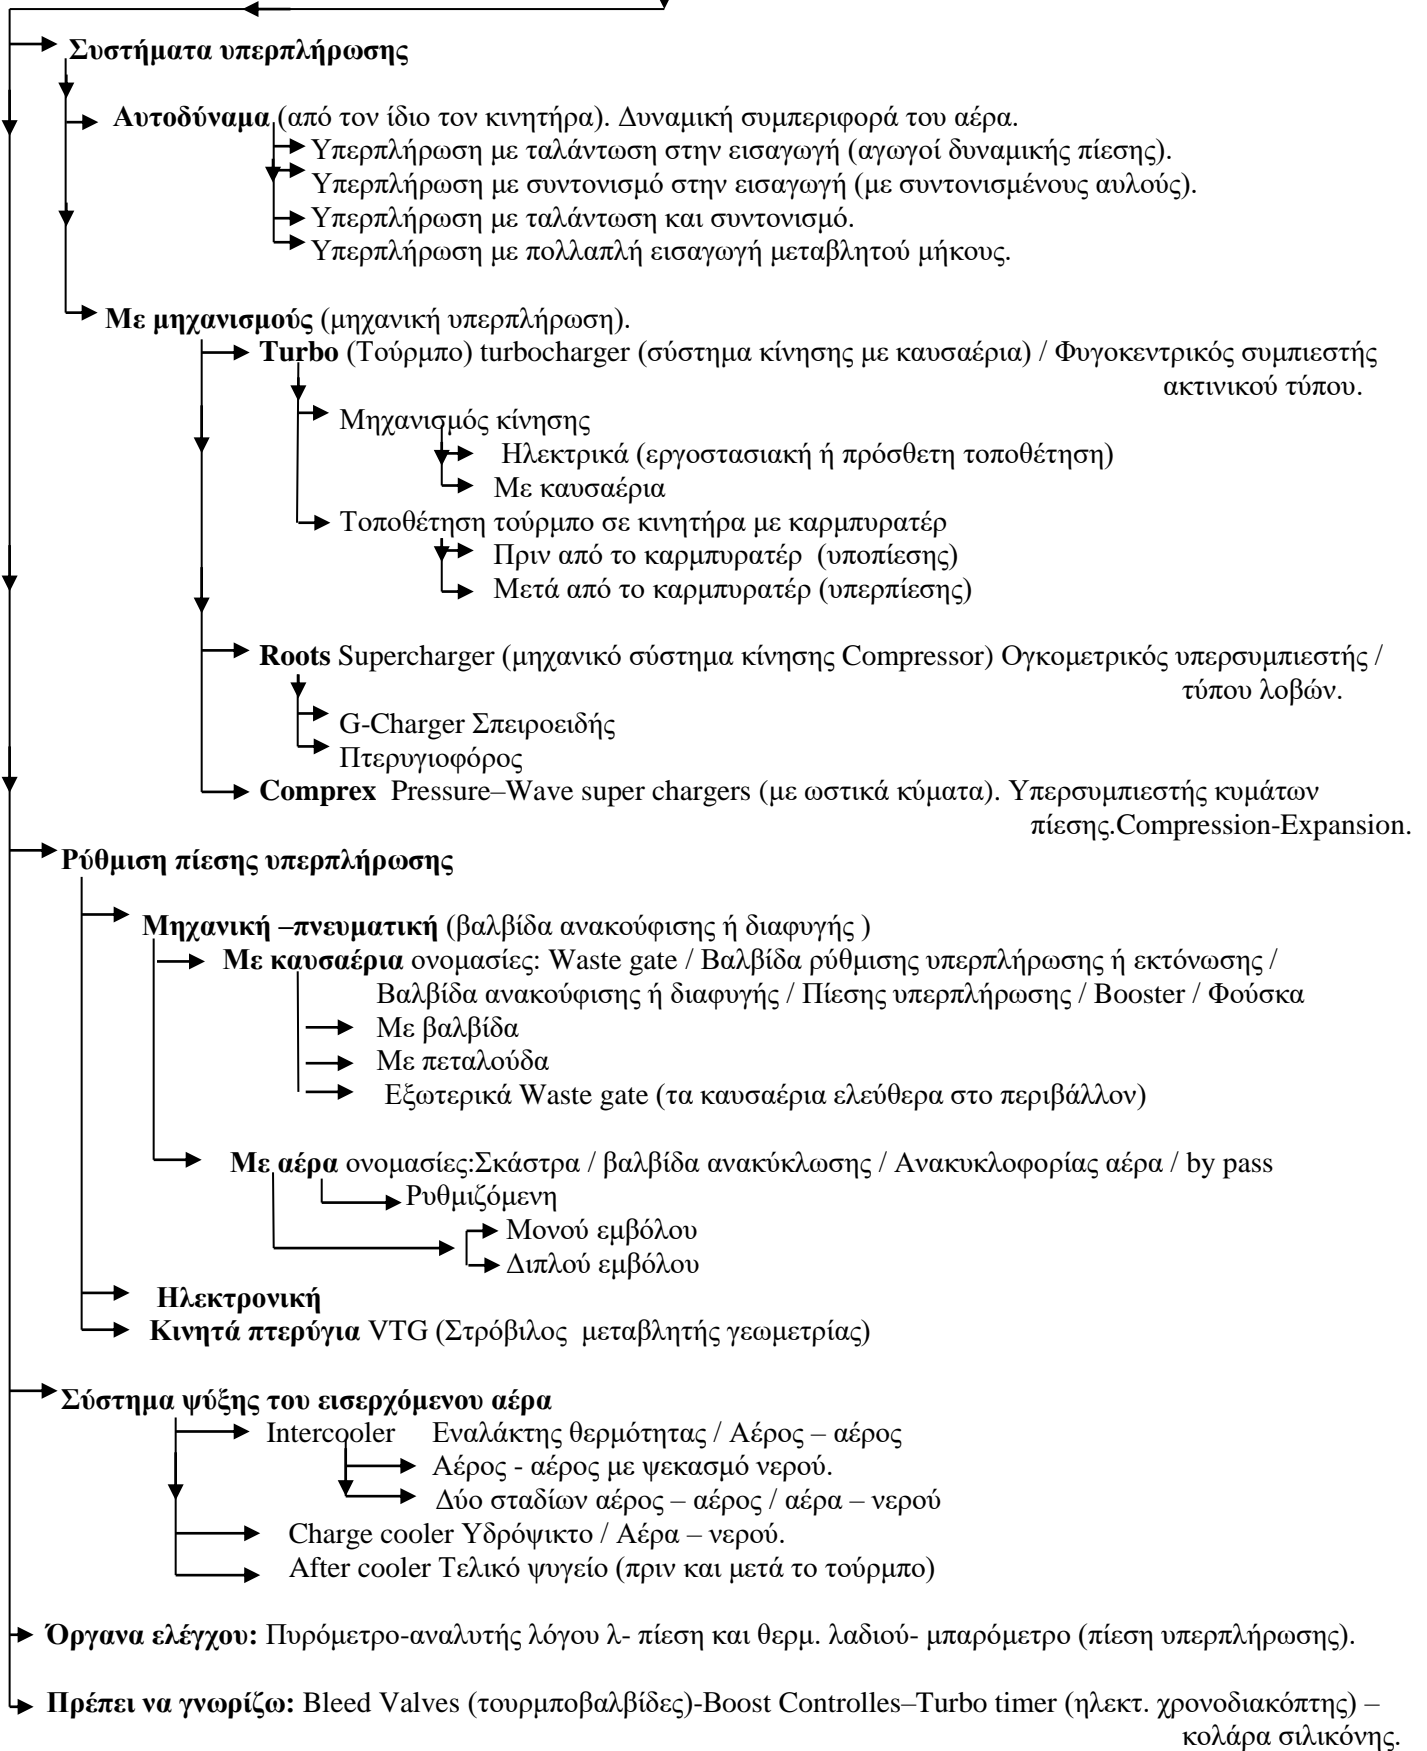 Συστήματα υπερπλήρωσης
Αυτοδύναμα (από τον ίδιο τον κινητήρα). Δυναμική συμπεριφορά του αέρα.
Υπερπλήρωση με ταλάντωση στην εισαγωγή (αγωγοί δυναμικής πίεσης).
Υπερπλήρωση με συντονισμό στην εισαγωγή (με συντονισμένους αυλούς).
Υπερπλήρωση με ταλάντωση και συντονισμό.
Υπερπλήρωση με πολλαπλή εισαγωγή μεταβλητού μήκους.
Με μηχανισμούς (μηχανική υπερπλήρωση).
Turbo (Τούρμπο) turbocharger (σύστημα κίνησης με καυσαέρια) / Φυγοκεντρικός συμπιεστής
ακτινικού τύπου.
Μηχανισμός κίνησης
Ηλεκτρικά (εργοστασιακή ή πρόσθετη τοποθέτηση)
Με καυσαέρια
Τοποθέτηση τούρμπο σε κινητήρα με καρμπυρατέρ
Πριν από το καρμπυρατέρ (υποπίεσης)
Μετά από το καρμπυρατέρ (υπερπίεσης)
Roots Supercharger (μηχανικό σύστημα κίνησης Compressor) Ογκομετρικός υπερσυμπιεστής /
τύπου λοβών.
G-Charger Σπειροειδής
Πτερυγιοφόρος
Comprex Pressure–Wave super chargers (με ωστικά κύματα). Υπερσυμπιεστής κυμάτων
πίεσης.Compression-Expansion.
Ρύθμιση πίεσης υπερπλήρωσης
Μηχανική –πνευματική (βαλβίδα ανακούφισης ή διαφυγής )
Με καυσαέρια ονομασίες: Waste gate / Βαλβίδα ρύθμισης υπερπλήρωσης ή εκτόνωσης /
Βαλβίδα ανακούφισης ή διαφυγής / Πίεσης υπερπλήρωσης / Booster / Φούσκα
Με βαλβίδα
Με πεταλούδα
Εξωτερικά Waste gate (τα καυσαέρια ελεύθερα στο περιβάλλον)
Με αέρα ονομασίες:Σκάστρα / βαλβίδα ανακύκλωσης / Ανακυκλοφορίας αέρα / by pass
Ρυθμιζόμενη
Μονού εμβόλου
Διπλού εμβόλου
Ηλεκτρονική
Κινητά πτερύγια VTG (Στρόβιλος μεταβλητής γεωμετρίας)
Σύστημα ψύξης του εισερχόμενου αέρα
Intercooler Εναλάκτης θερμότητας / Αέρος – αέρος
Αέρος - αέρος με ψεκασμό νερού.
Δύο σταδίων αέρος – αέρος / αέρα – νερού
Charge cooler Υδρόψικτο / Αέρα – νερού.
After cooler Τελικό ψυγείο (πριν και μετά το τούρμπο)
Όργανα ελέγχου: Πυρόμετρο-αναλυτής λόγου λ- πίεση και θερμ. λαδιού- μπαρόμετρο (πίεση υπερπλήρωσης).
Πρέπει να γνωρίζω: Bleed Valves (τουρμποβαλβίδες)-Boost Controlles–Turbo timer (ηλεκτ. χρονοδιακόπτης) –
κολάρα σιλικόνης.